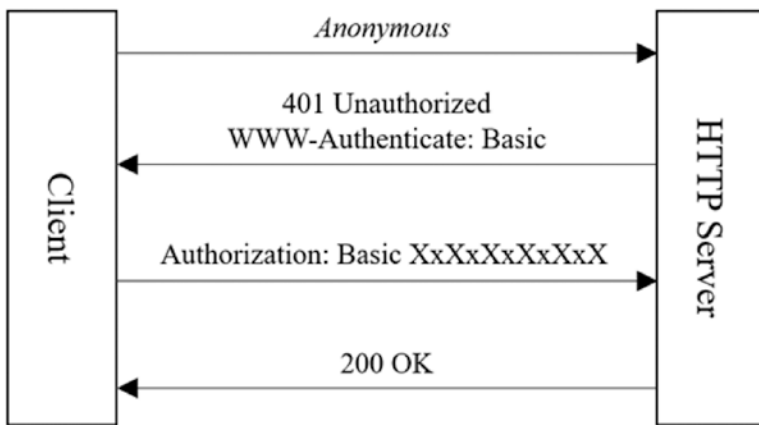 Anonymous
401 Unauthorized
WWW-Authenticate: Basic
Client
HTTP Server
Authorization: Basic XxXxXxXxXxX
200 OK